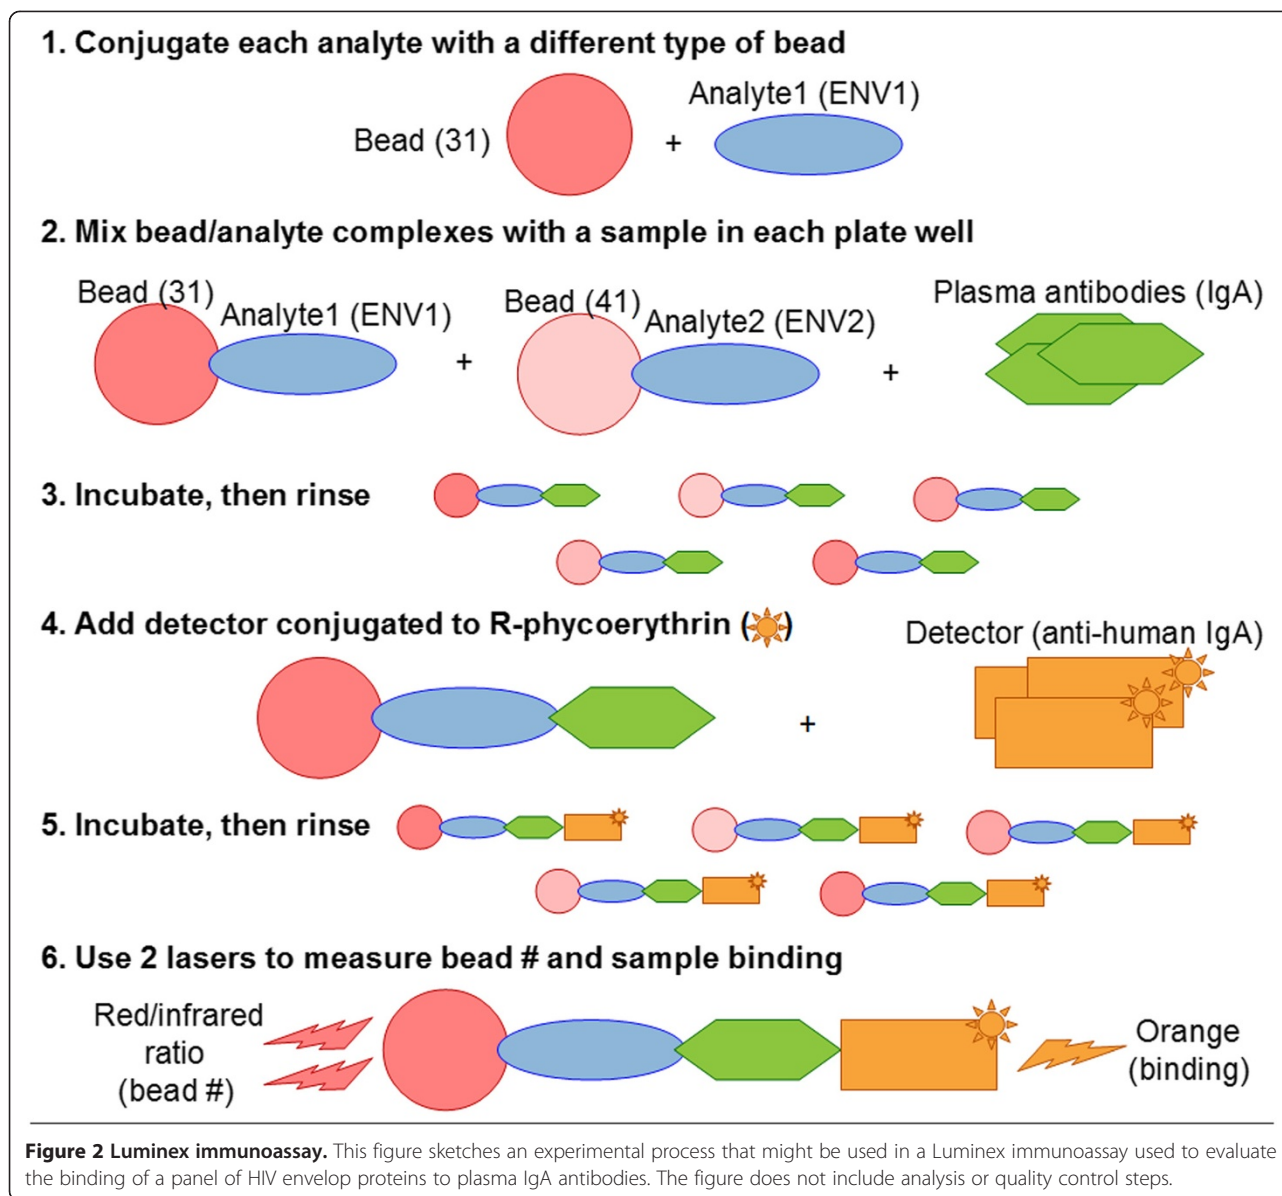 1. Conjugate each analyte with a different type of bead
Analyte1 (ENV1)
Bead (31)
+
2. Mix bead/analyte complexes with a sample in each plate well
Bead (31)
Analyte1 (ENV1)
+
Bead (41)
Analyte2 (ENV2)
+
Plasma antibodies (IgA)
3. Incubate, then rinse
4. Add detector conjugated to R-phycoerythrin ( )
Detector (anti-human IgA)
+
5. Incubate, then rinse
6. Use 2 lasers to measure bead # and sample binding
Red/infrared
ratio
(bead #)
Orange
(binding)
Figure 2 Luminex immunoassay. This figure sketches an experimental process that might be used in a Luminex immunoassay used to evaluate
the binding of a panel of HIV envelop proteins to plasma IgA antibodies. The figure does not include analysis or quality control steps.